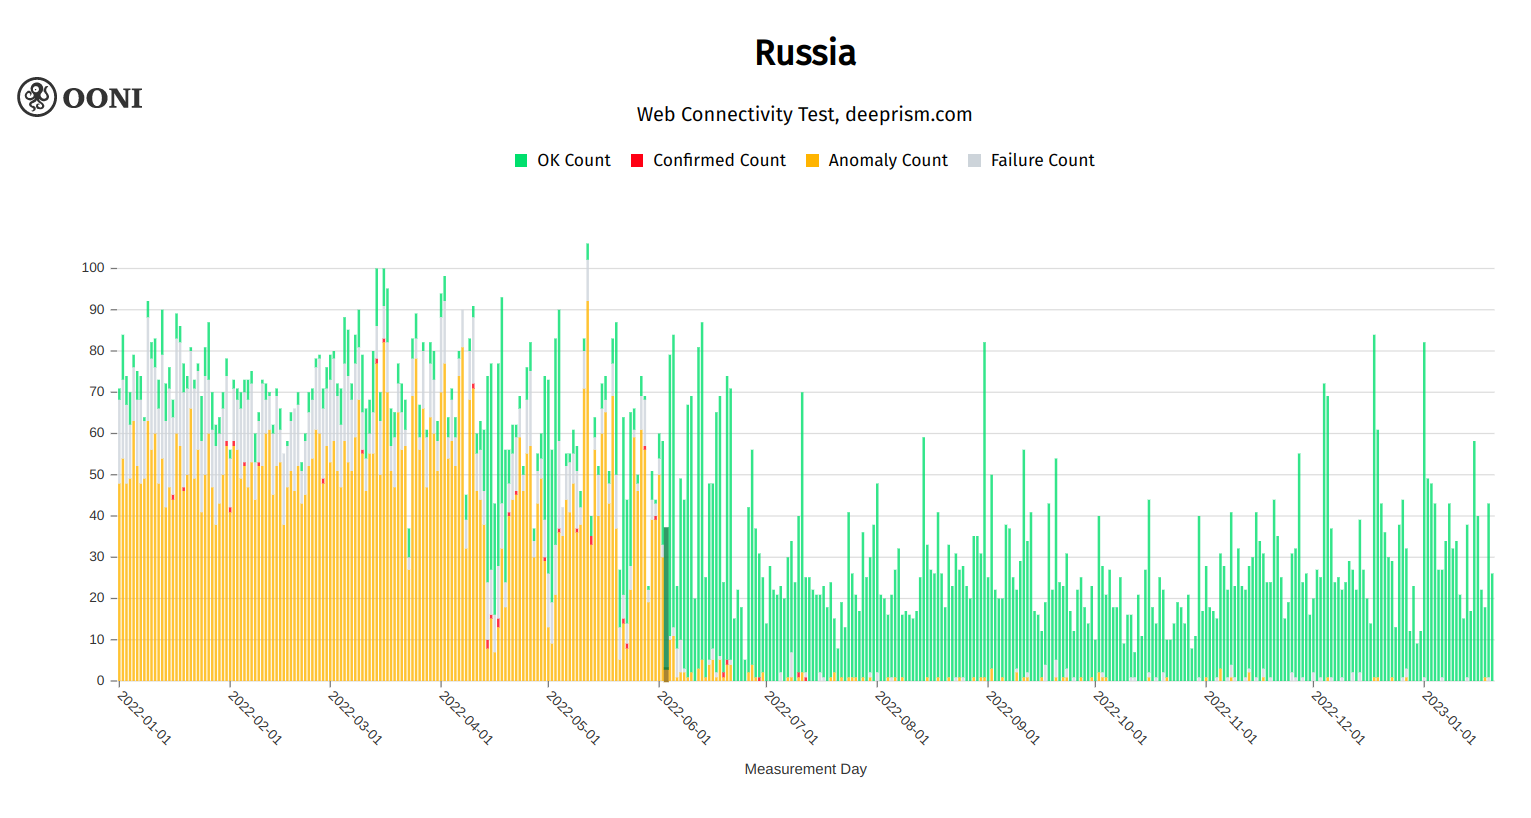 Russia
OONI
Web Connectivity Test, deeprism.com
OK Count Confirmed Count Anomaly Count Failure Count
100
90
80
70
60
50
40
30
20
10
0
2022-01-01 2022-02-01 2022-03-01 2022-04-01 2022-05-01 2022-06-01 2022-07-01 2022-08-01 2022-09-01 2022-10-01 2022-11-01 2022-12-01 2023-01-01
Measurement Day